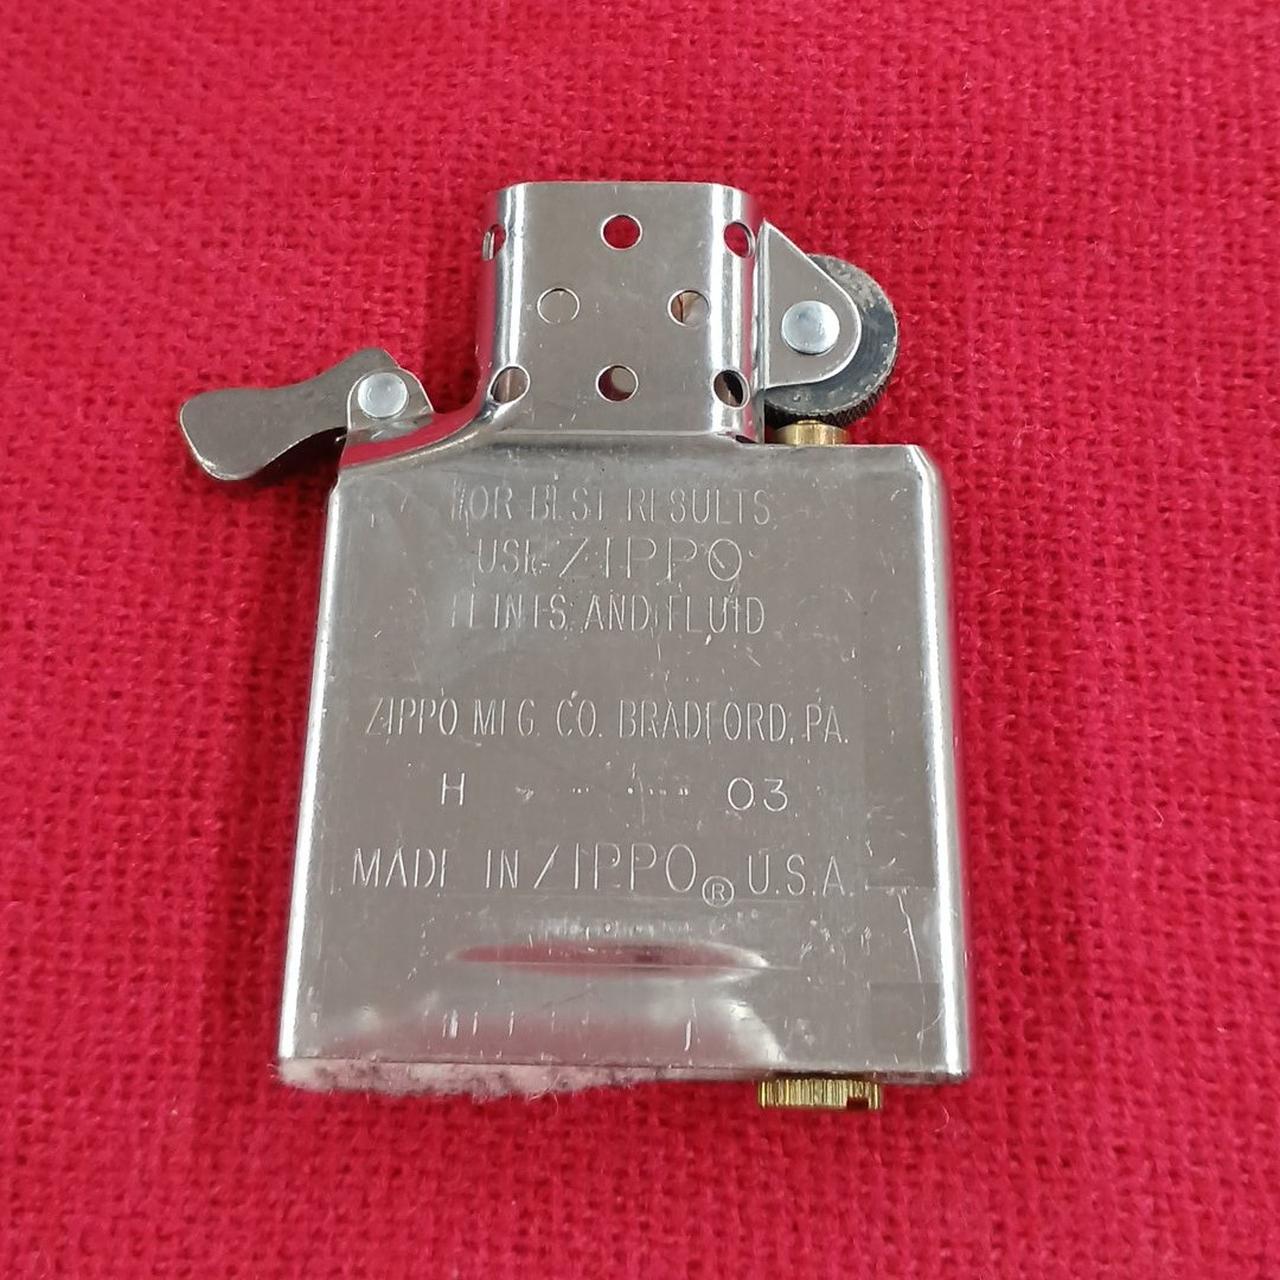 FOR BEST RESULTS
USE ZIPPO
FLINTS AND FLUID
ZIPPO MFG. CO. BRADFORD, PA.
H 03
MADE IN ZIPPO® U.S.A.